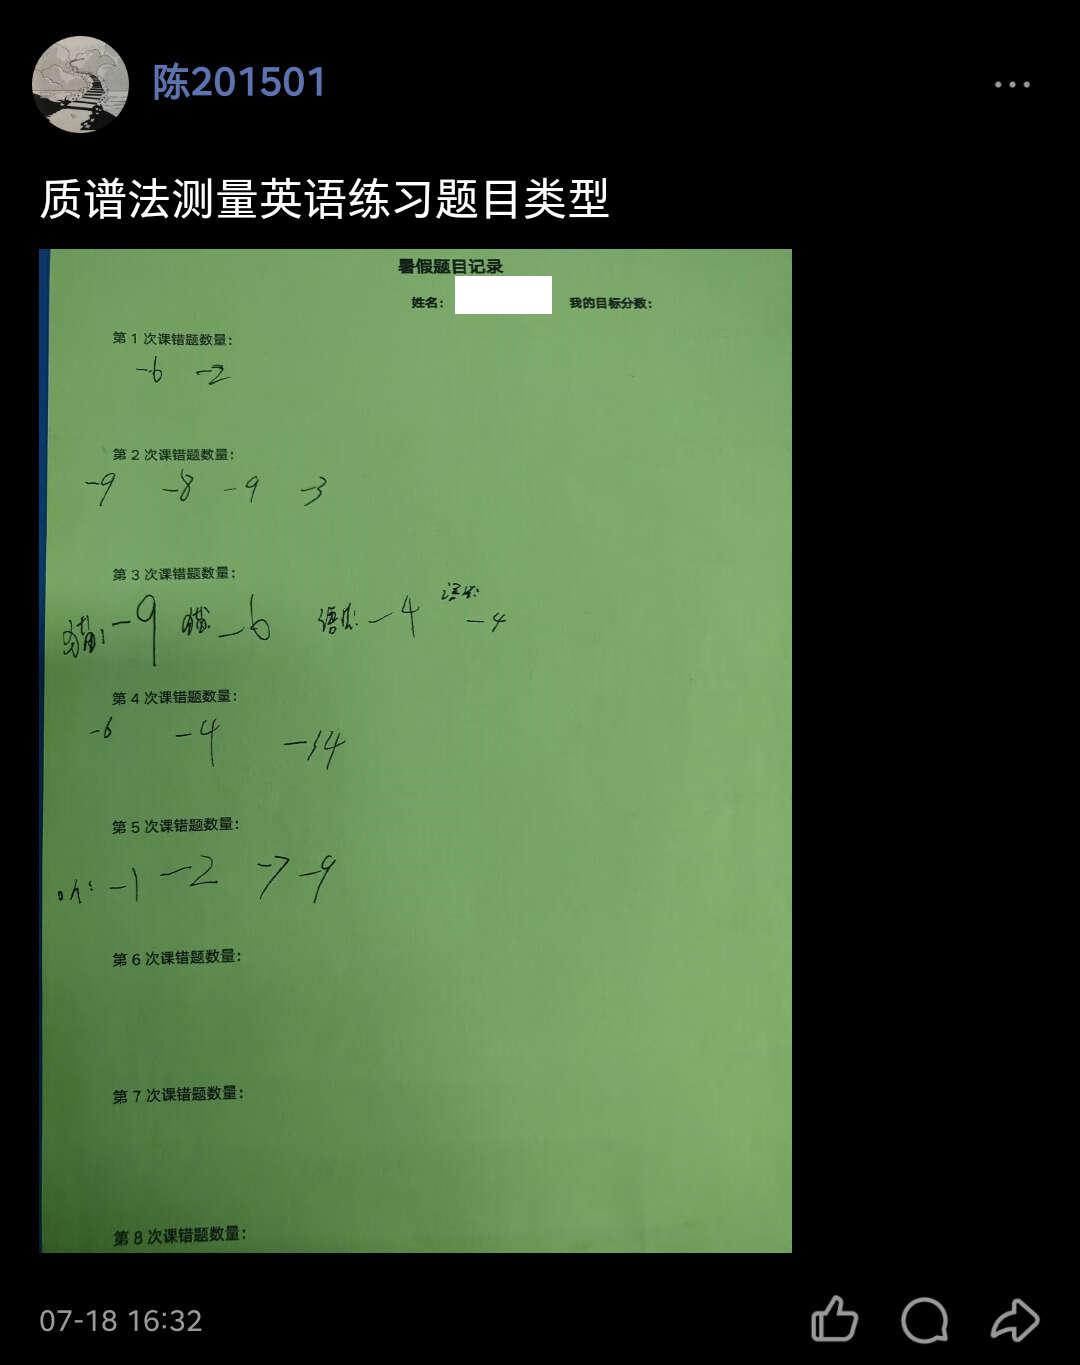 陈201501
质谱法测量英语练习题目类型
暑假题目记录
姓名： 我的目标分数：
第 1 次课错题数量：
-6 -2
第 2 次课错题数量：
-9 -8 -9 -3
第 3 次课错题数量：
-9 -6 语法: -4 语法: -4
第 4 次课错题数量：
-6 -4 -14
第 5 次课错题数量：
-1 -2 -7 -9
第 6 次课错题数量：
第 7 次课错题数量：
第 8 次课错题数量：
07-18 16:32